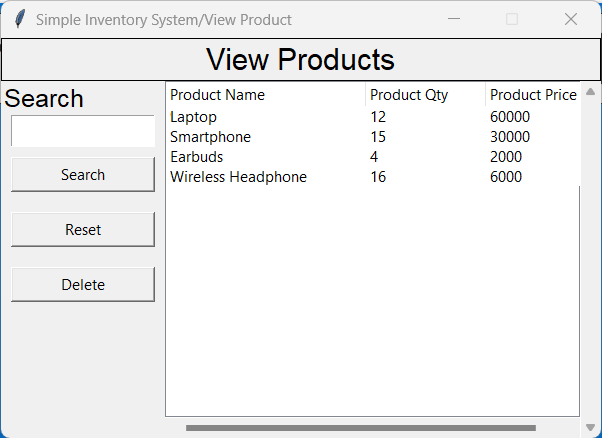 Simple Inventory System/View Product
View Products
Search
Search
Reset
Delete
Product Name Product Qty Product Price
Laptop 12 60000
Smartphone 15 30000
Earbuds 4 2000
Wireless Headphone 16 6000